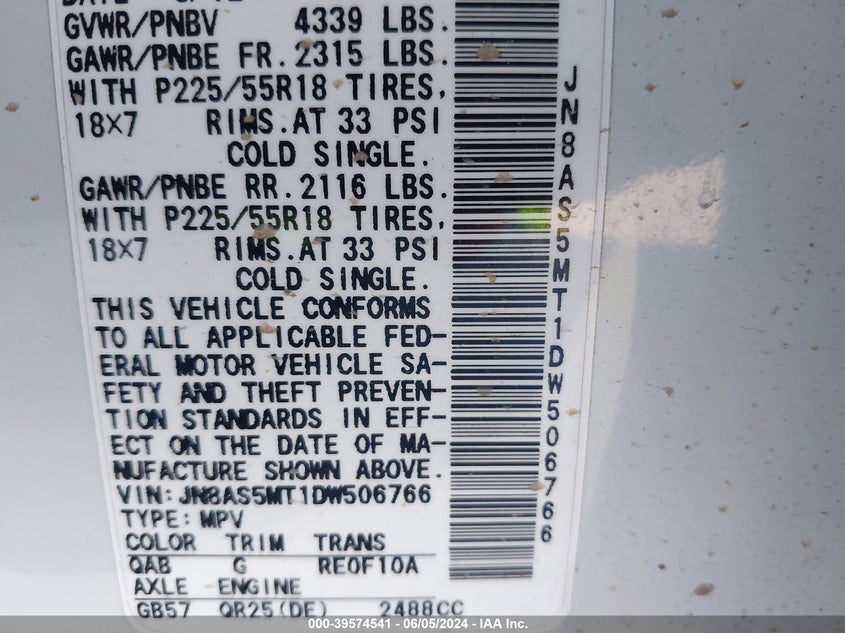 GVWR/PNBV 4339 LBS.
GAWR/PNBE FR. 2315 LBS.
WITH P225/55R18 TIRES,
18×7 RIMS. AT 33 PSI
COLD SINGLE.
GAWR/PNBE RR. 2116 LBS.
WITH P225/55R18 TIRES,
18×7 RIMS. AT 33 PSI
COLD SINGLE.
THIS VEHICLE CONFORMS
TO ALL APPLICABLE FED-
ERAL MOTOR VEHICLE SA-
FETY AND THEFT PREVEN-
TION STANDARDS IN EFF-
ECT ON THE DATE OF MA-
NUFACTURE SHOWN ABOVE.
VIN: JN8AS5MT1DW506766
TYPE: MPV
COLOR TRIM TRANS
QAB G RE0F10A
AXLE ENGINE
GB57 QR25(DE) 2488CC
JN8AS5MT1DW506766
000-39574541 - 06/05/2024 - IAA Inc.